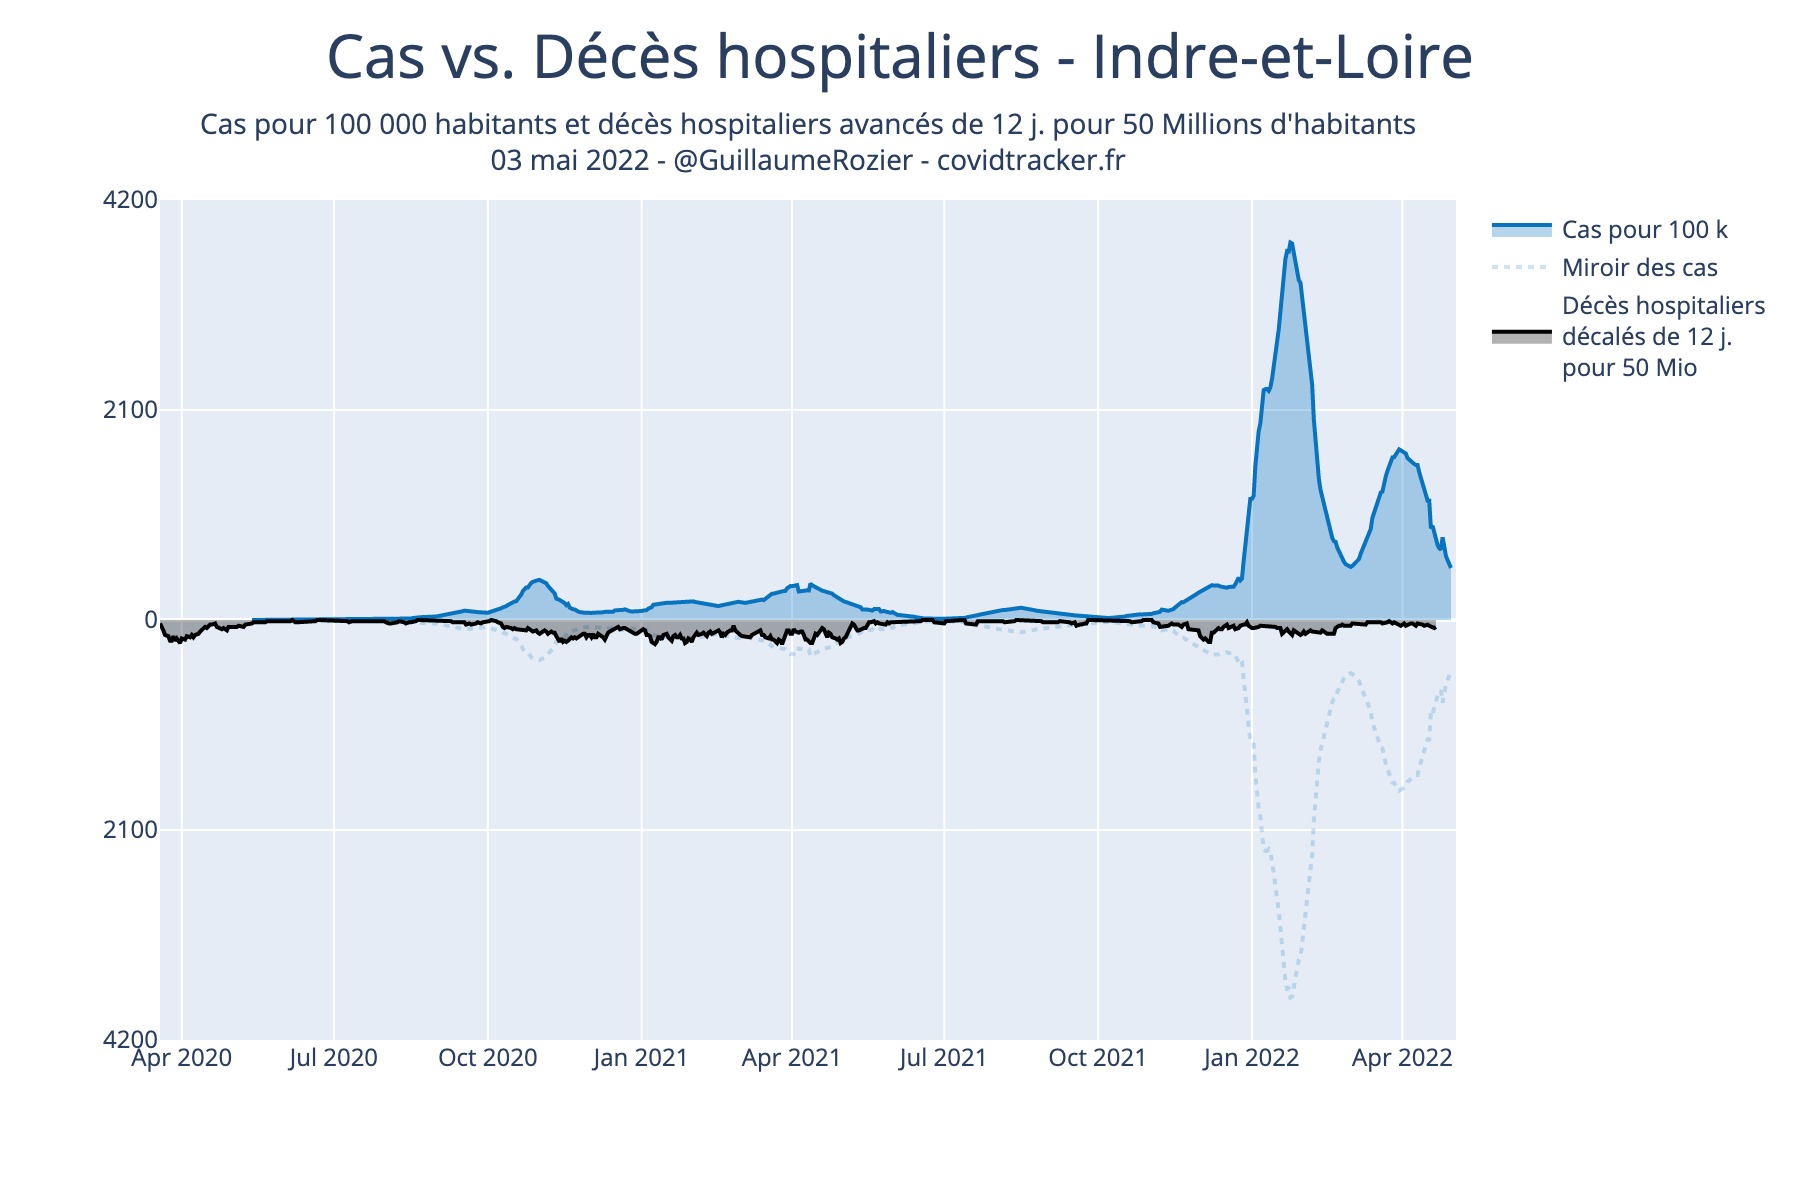 Cas vs. Décès hospitaliers - Indre-et-Loire
Cas pour 100 000 habitants et décès hospitaliers avancés de 12 j. pour 50 Millions d'habitants
03 mai 2022 - @GuillaumeRozier - covidtracker.fr
4200
2100
0
2100
4200
Apr 2020
Jul 2020
Oct 2020
Jan 2021
Apr 2021
Jul 2021
Oct 2021
Jan 2022
Apr 2022
Cas pour 100 k
Miroir des cas
Décès hospitaliers
décalés de 12 j.
pour 50 Mio